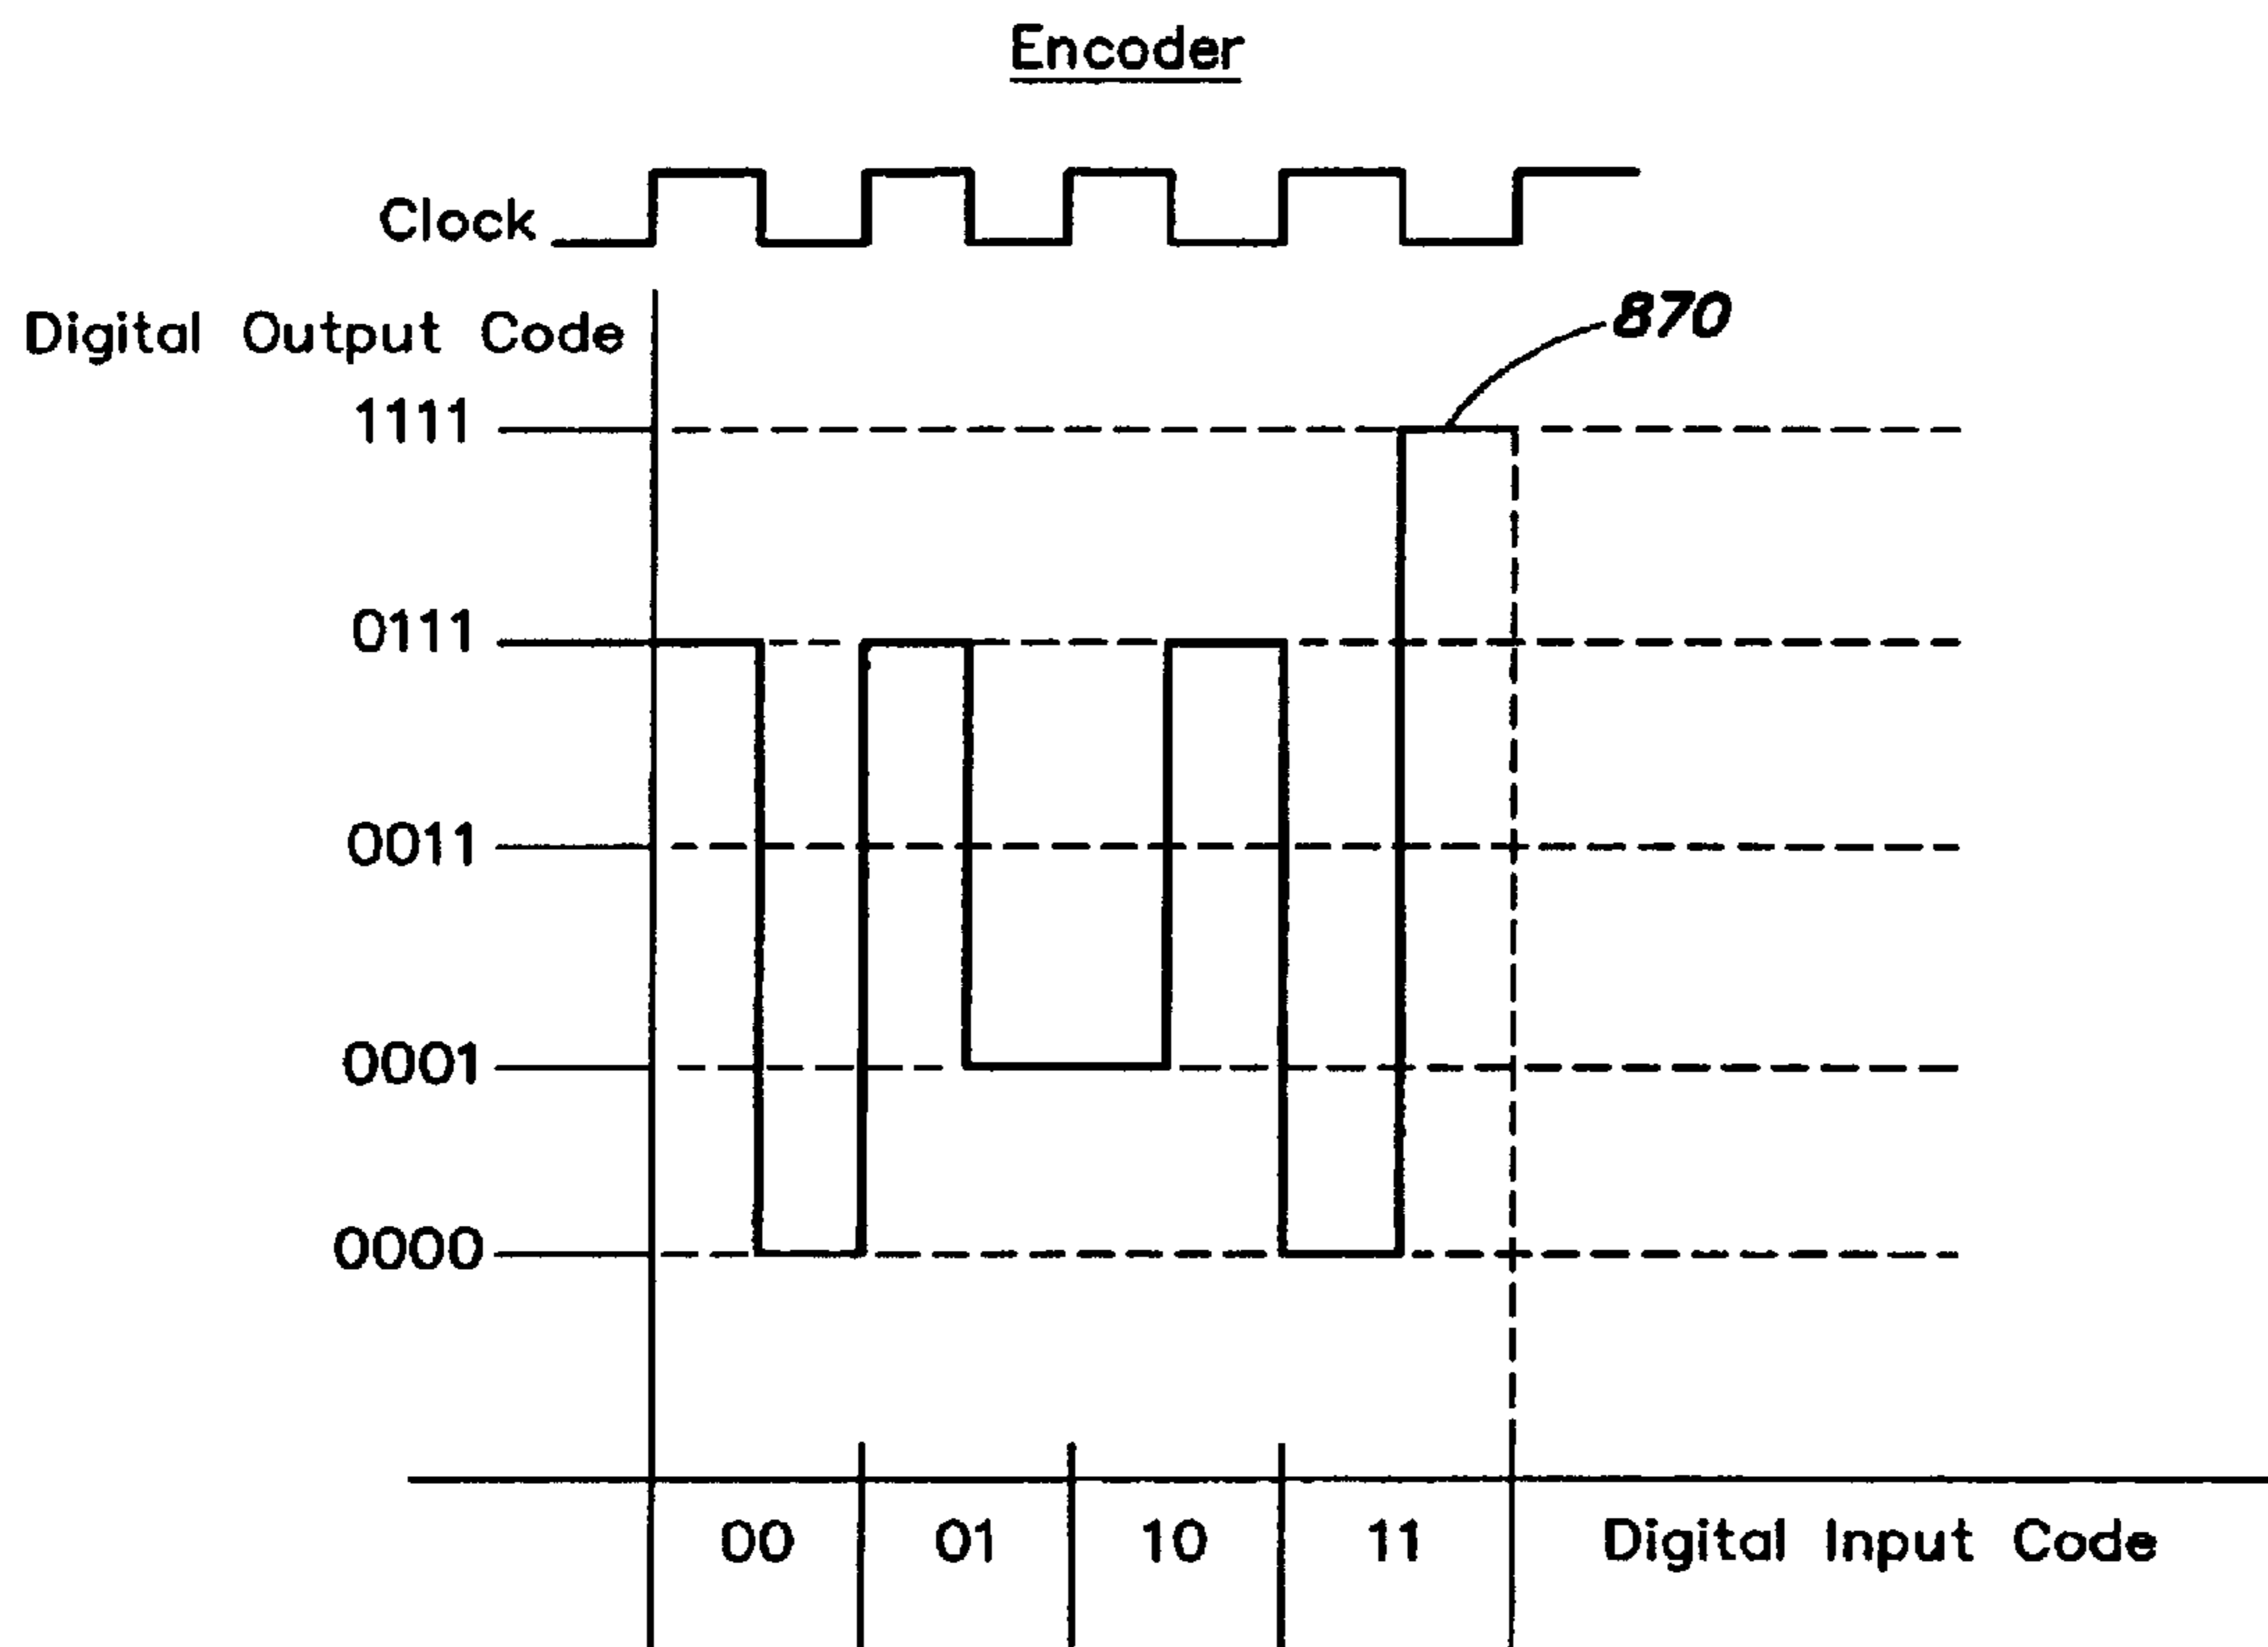 Encoder
Clock
Digital Output Code
870
1111
0111
0011
0001
0000
00 01 10 11 Digital Input Code